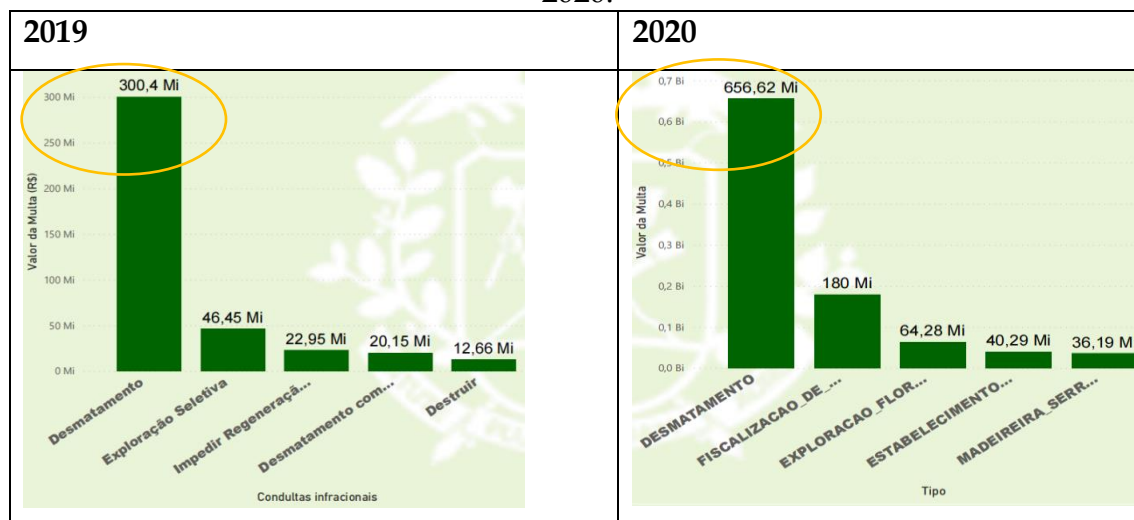 2020.
2019
2020
300,4 Mi
300 Mi
250 Mi
200 Mi
150 Mi
100 Mi
50 Mi
0 Mi
Valor da Multa (R$)
46,45 Mi
22,95 Mi
20,15 Mi
12,66 Mi
Desmatamento
Exploração Seletiva
Impedir Regeneraçã...
Desmatamento com...
Destruir
Condultas infracionais
656,62 Mi
0,7 Bi
0,6 Bi
0,5 Bi
0,4 Bi
0,3 Bi
0,2 Bi
0,1 Bi
0,0 Bi
Valor da Multa
180 Mi
64,28 Mi
40,29 Mi
36,19 M
DESMATAMENTO
FISCALIZACAO_DE_...
EXPLORACAO_FLOR...
ESTABELECIMENTO...
MADEIREIRA_SERR...
Tipo